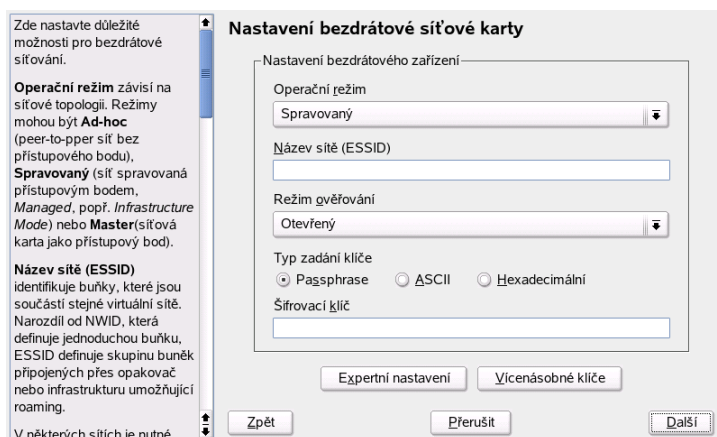 Zde nastavte důležité
možnosti pro bezdrátové
síťování.
Operační režim závisí na
síťové topologii. Režimy
mohou být Ad-hoc
(peer-to-pper síť bez
přístupového bodu),
Spravovaný (síť spravovaná
přístupovým bodem,
Managed, popř. Infrastructure
Mode) nebo Master(síťová
karta jako přístupový bod).
Název sítě (ESSID)
identifikuje buňky, které jsou
součástí stejné virtuální sítě.
Narozdíl od NWID, která
definuje jednoduchou buňku,
ESSID definuje skupinu buněk
připojených přes opakovač
nebo infrastrukturu umožňující
roaming.
V některých sítích je nutné
Nastavení bezdrátové síťové karty
Nastavení bezdrátového zařízení
Operační režim
Spravovaný
Název sítě (ESSID)
Režim ověřování
Otevřený
Typ zadání klíče
Passphrase ASCII Hexadecimální
Šifrovací klíč
Expertní nastavení Vícenásobné klíče
Zpět Přerušit Další